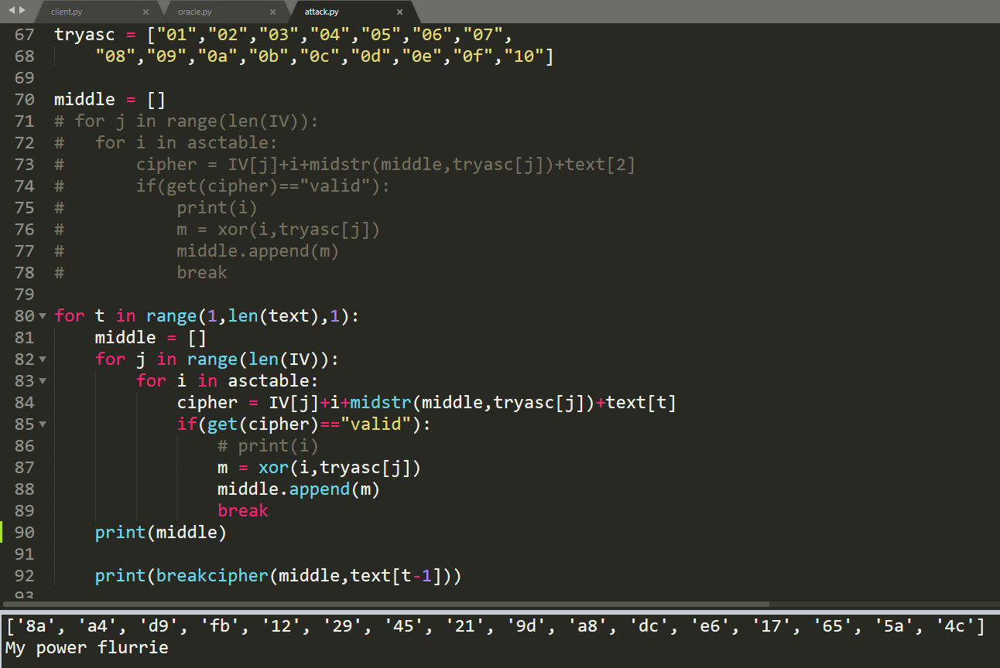 client.py × oracle.py × attack.py ×
67 tryasc = ["01","02","03","04","05","06","07",
68 "08","09","0a","0b","0c","0d","0e","0f","10"]
69
70 middle = []
71 # for j in range(len(IV)):
72 #   for i in asctable:
73 #       cipher = IV[j]+i+midstr(middle,tryasc[j])+text[2]
74 #       if(get(cipher)=="valid"):
75 #           print(i)
76 #           m = xor(i,tryasc[j])
77 #           middle.append(m)
78 #           break
79
80 for t in range(1,len(text),1):
81     middle = []
82     for j in range(len(IV)):
83         for i in asctable:
84             cipher = IV[j]+i+midstr(middle,tryasc[j])+text[t]
85             if(get(cipher)=="valid"):
86                 # print(i)
87                 m = xor(i,tryasc[j])
88                 middle.append(m)
89                 break
90     print(middle)
91
92     print(breakcipher(middle,text[t-1]))
93
['8a', 'a4', 'd9', 'fb', '12', '29', '45', '21', '9d', 'a8', 'dc', 'e6', '17', '65', '5a', '4c']
My power flurrie